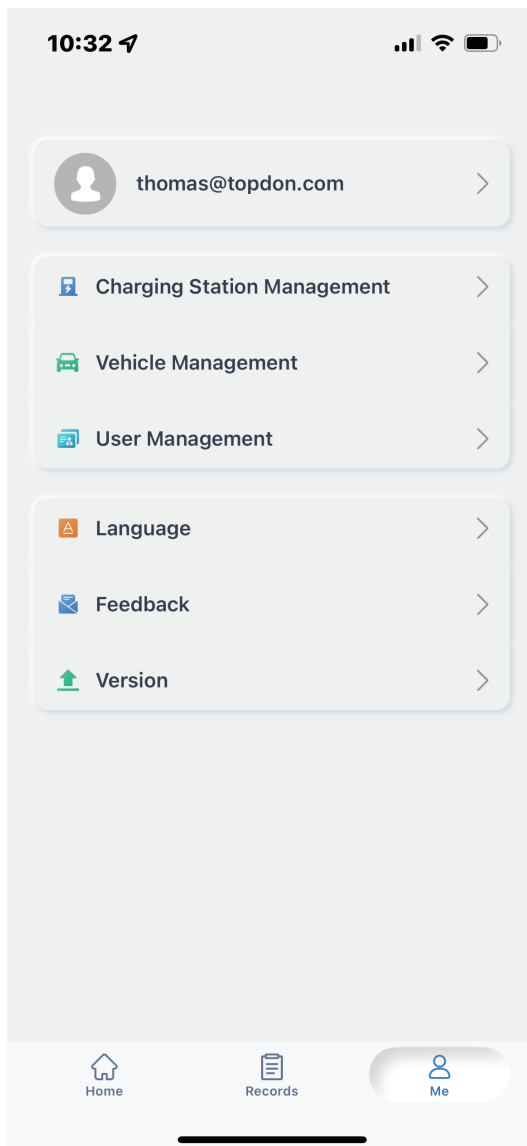 10:32
thomas@topdon.com
Charging Station Management
Vehicle Management
User Management
Language
Feedback
Version
Home
Records
Me